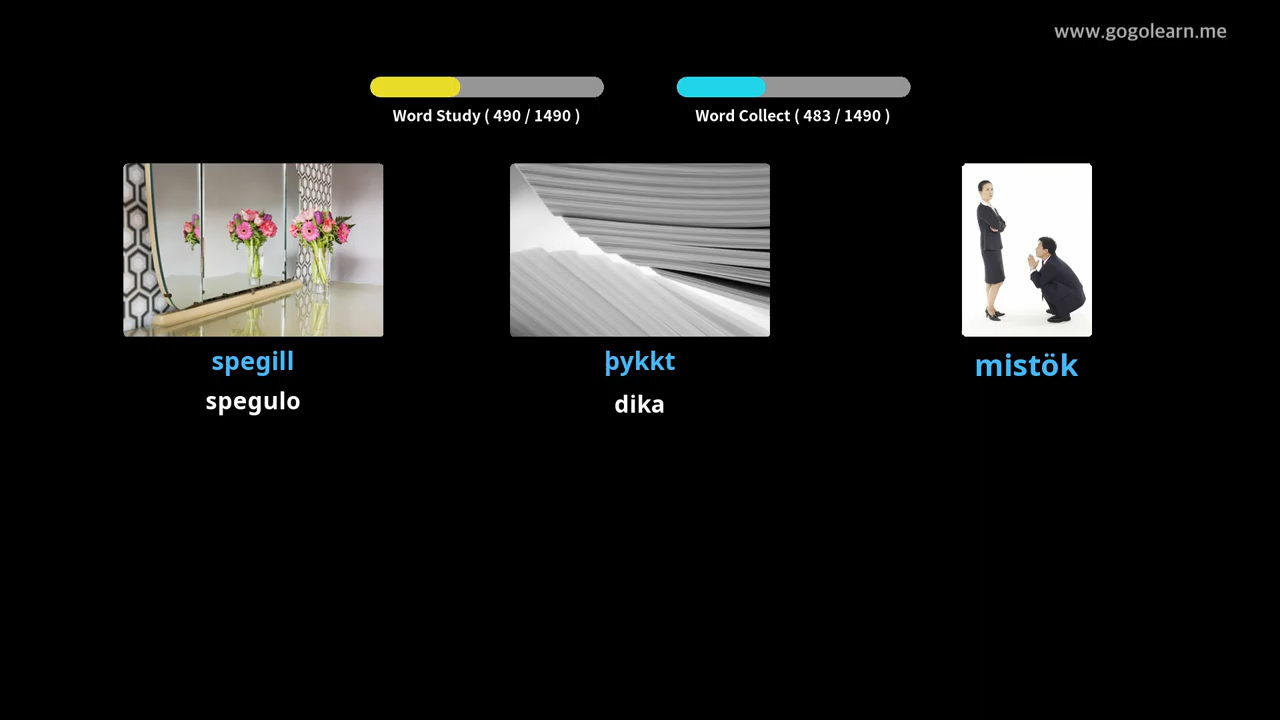 www.gogolearn.me
Word Study ( 490 / 1490 )
Word Collect ( 483 / 1490 )
spegill
spegulo
þykkt
dika
mistök